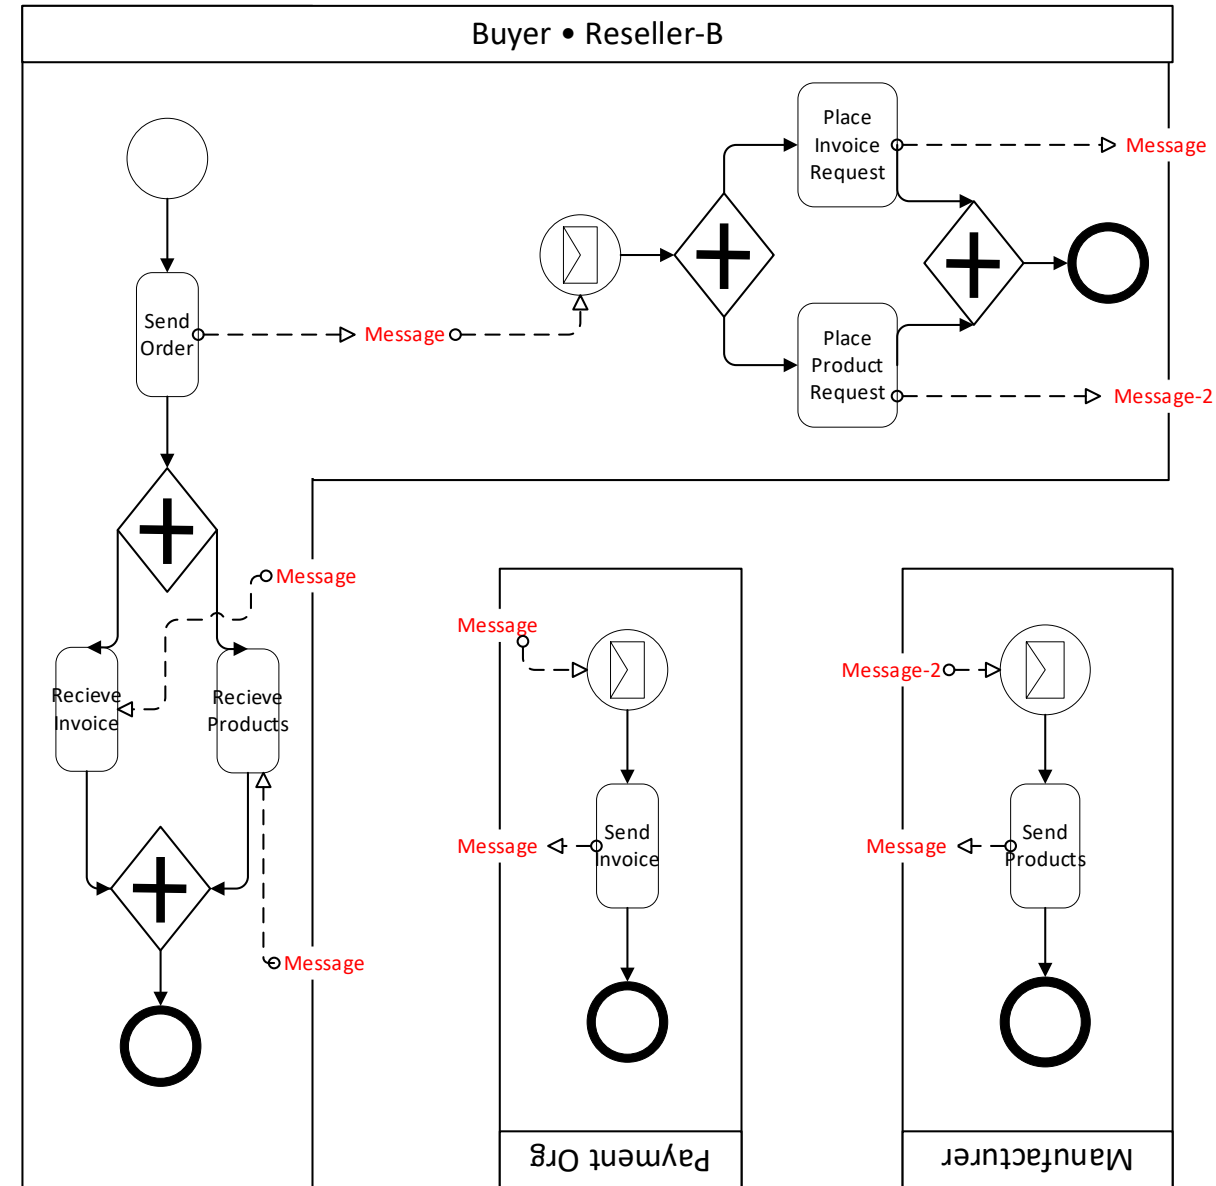 Buyer • Reseller-B
Place
Invoice
Request
Message
Send
Order
Message
Place
Product
Request
Message-2
Message
Recieve
Invoice
Recieve
Products
Message
Message
Send
Invoice
Message
Payment Org
Message-2
Send
Products
Message
Manufacturer